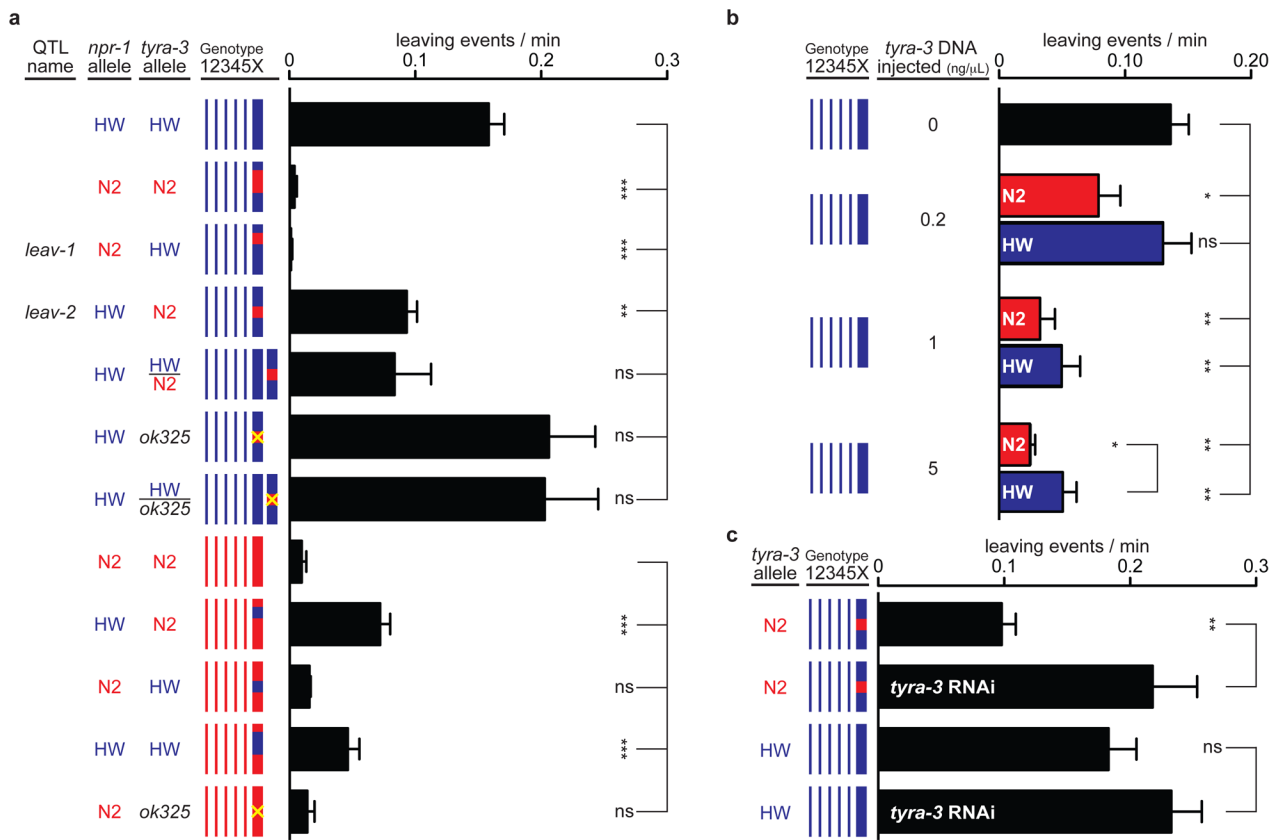 a
QTL name
npr-1 allele
tyra-3 allele
Genotype 12345X
leaving events / min
0 0.1 0.2 0.3
HW HW
N2 N2 ***
leav-1 N2 HW ***
leav-2 HW N2 **
HW HW/N2 ns
HW ok325 ns
HW HW/ok325 ns
N2 N2
HW N2 ***
N2 HW ns
HW HW ***
N2 ok325 ns
b
Genotype 12345X
tyra-3 DNA injected (ng/µL)
leaving events / min
0 0.10 0.20
0
0.2
N2 *
HW ns
1
N2 **
HW **
5
N2 * **
HW **
c
tyra-3 allele
Genotype 12345X
leaving events / min
0 0.1 0.2 0.3
N2 **
N2 tyra-3 RNAi
HW ns
HW tyra-3 RNAi